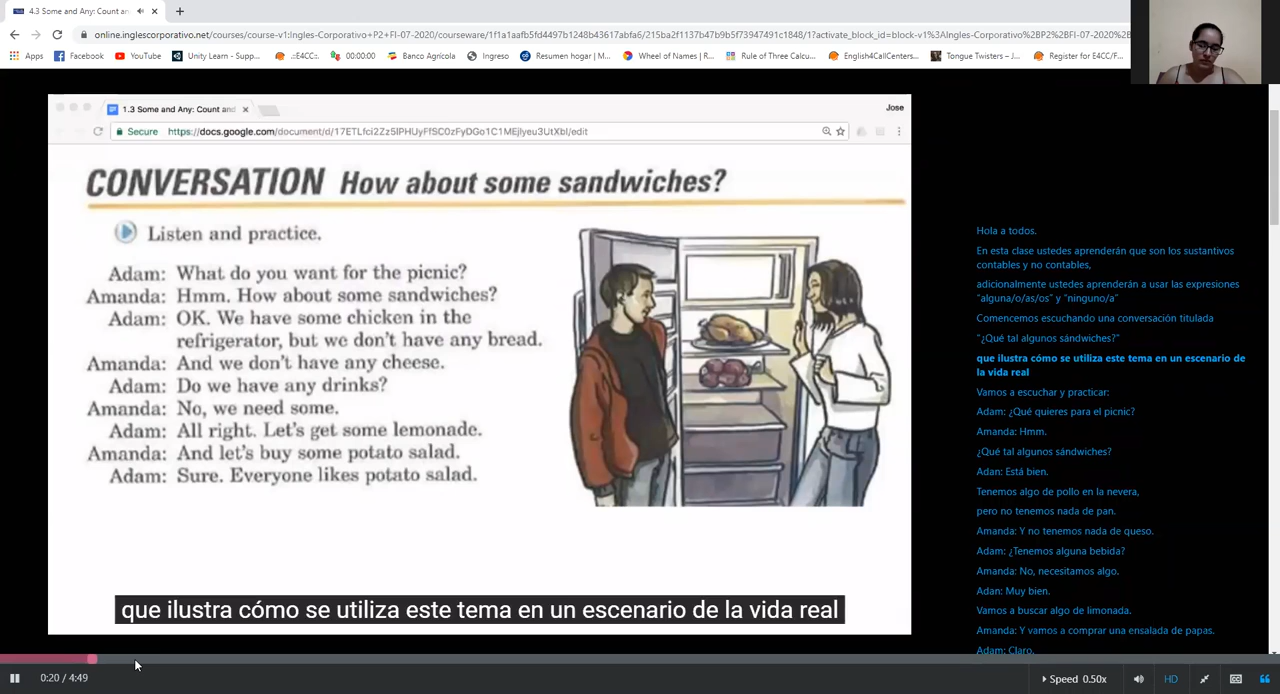 4.3 Some and Any: Count an
online.inglescorporativo.net/courses/course-v1:Ingles-Corporativo+P2+FI-07-2020/courseware/1f1a1aafb5fd4497b1248b43617abfa6/215ba2f1137b47b9b5f73947491c1848/1?activate_block_id=block-v1%3AIngles-Corporativo%2BP2%2BFI-07-2020%
Apps
Facebook
YouTube
Unity Learn - Supp...
.::E4CC:.
00:00:00
Banco Agrícola
Ingreso
Resumen hogar | M...
Wheel of Names | R...
Rule of Three Calcu...
English4CallCenters...
Tongue Twisters – J...
Register for E4CC/F
1.3 Some and Any: Count and
Jose
Secure https://docs.google.com/document/d/17ETLfci2Zz5lPHUyFfSC0zFyDGo1C1MEjlyeu3UtXbI/edit
CONVERSATION How about some sandwiches?
Listen and practice.
Adam: What do you want for the picnic?
Amanda: Hmm. How about some sandwiches?
Adam: OK. We have some chicken in the
refrigerator, but we don't have any bread.
Amanda: And we don't have any cheese.
Adam: Do we have any drinks?
Amanda: No, we need some.
Adam: All right. Let's get some lemonade.
Amanda: And let's buy some potato salad.
Adam: Sure. Everyone likes potato salad.
que ilustra cómo se utiliza este tema en un escenario de la vida real
Hola a todos.
En esta clase ustedes aprenderán que son los sustantivos
contables y no contables,
adicionalmente ustedes aprenderán a usar las expresiones
"alguna/o/as/os" y "ninguno/a"
Comencemos escuchando una conversación titulada
"¿Qué tal algunos sándwiches?"
que ilustra cómo se utiliza este tema en un escenario de
la vida real
Vamos a escuchar y practicar:
Adam: ¿Qué quieres para el picnic?
Amanda: Hmm.
¿Qué tal algunos sándwiches?
Adan: Está bien.
Tenemos algo de pollo en la nevera,
pero no tenemos nada de pan.
Amanda: Y no tenemos nada de queso.
Adam: ¿Tenemos alguna bebida?
Amanda: No, necesitamos algo.
Adan: Muy bien.
Vamos a buscar algo de limonada.
Amanda: Y vamos a comprar una ensalada de papas.
Adam: Claro.
0:20 / 4:49
Speed 0.50x
HD